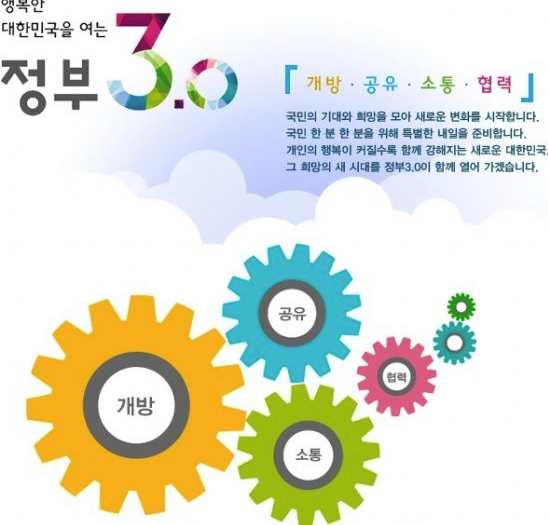 행복한
대한민국을 여는
정부3.0
「개방·공유·소통·협력」
국민의 기대와 희망을 모아 새로운 변화를 시작합니다.
국민 한 분 한 분을 위해 특별한 내일을 준비합니다.
개인의 행복이 커질수록 함께 강해지는 새로운 대한민국.
그 희망의 새 시대를 정부3.0이 함께 열어 가겠습니다.
공유
협력
개방
소통